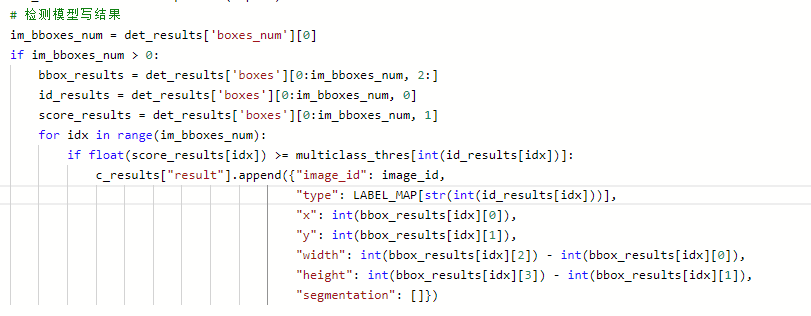 # 检测模型写结果
im_bboxes_num = det_results['boxes_num'][0]
if im_bboxes_num > 0:
    bbox_results = det_results['boxes'][0:im_bboxes_num, 2:]
    id_results = det_results['boxes'][0:im_bboxes_num, 0]
    score_results = det_results['boxes'][0:im_bboxes_num, 1]
    for idx in range(im_bboxes_num):
        if float(score_results[idx]) >= multiclass_thres[int(id_results[idx])]:
            c_results["result"].append({"image_id": image_id,
                                        "type": LABEL_MAP[str(int(id_results[idx]))],
                                        "x": int(bbox_results[idx][0]),
                                        "y": int(bbox_results[idx][1]),
                                        "width": int(bbox_results[idx][2]) - int(bbox_results[idx][0]),
                                        "height": int(bbox_results[idx][3]) - int(bbox_results[idx][1]),
                                        "segmentation": []})